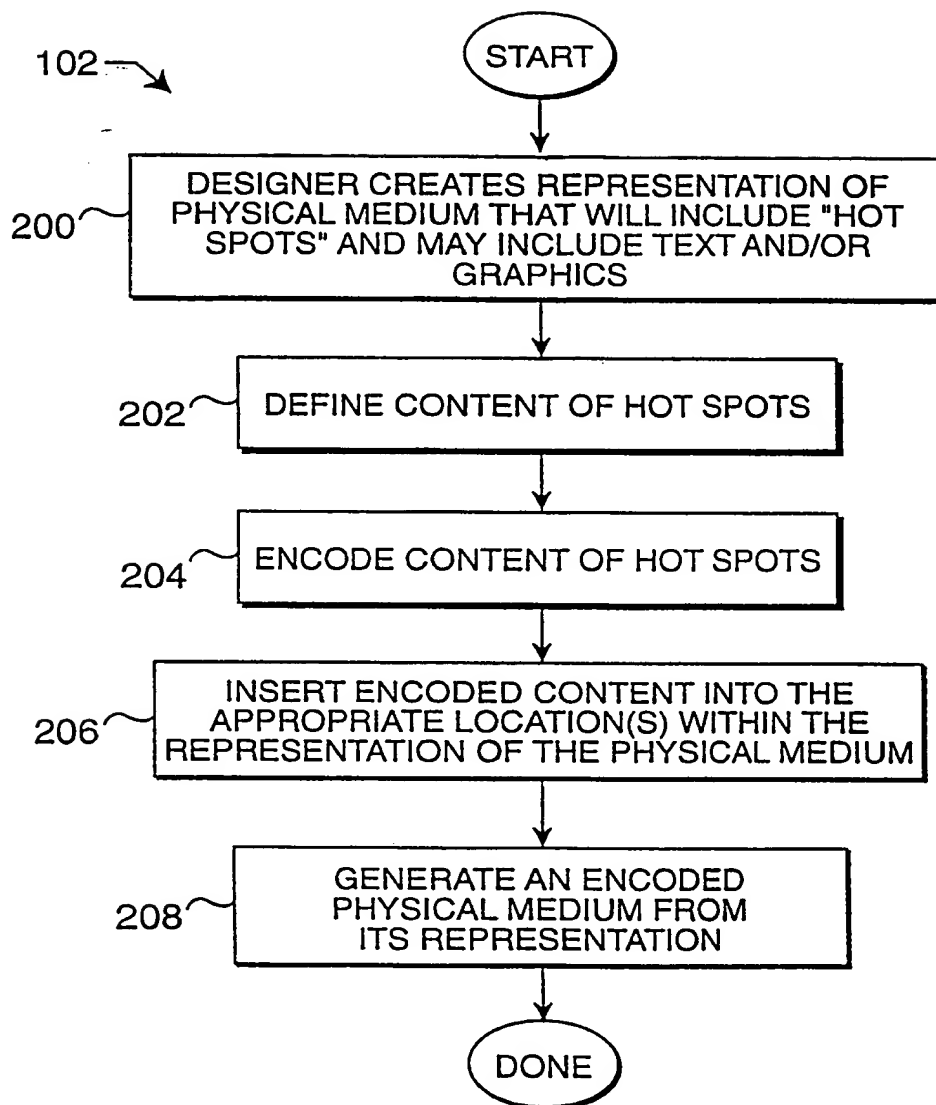 102
START
200
DESIGNER CREATES REPRESENTATION OF
PHYSICAL MEDIUM THAT WILL INCLUDE "HOT
SPOTS" AND MAY INCLUDE TEXT AND/OR
GRAPHICS
202
DEFINE CONTENT OF HOT SPOTS
204
ENCODE CONTENT OF HOT SPOTS
206
INSERT ENCODED CONTENT INTO THE
APPROPRIATE LOCATION(S) WITHIN THE
REPRESENTATION OF THE PHYSICAL MEDIUM
208
GENERATE AN ENCODED
PHYSICAL MEDIUM FROM
ITS REPRESENTATION
DONE